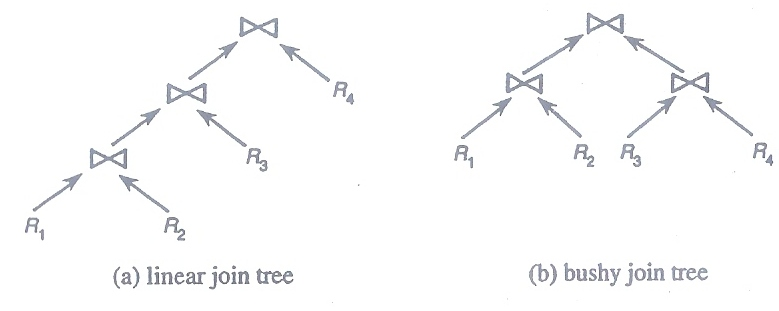 R4
R3
R1 R2
(a) linear join tree
R1 R2 R3 R4
(b) bushy join tree